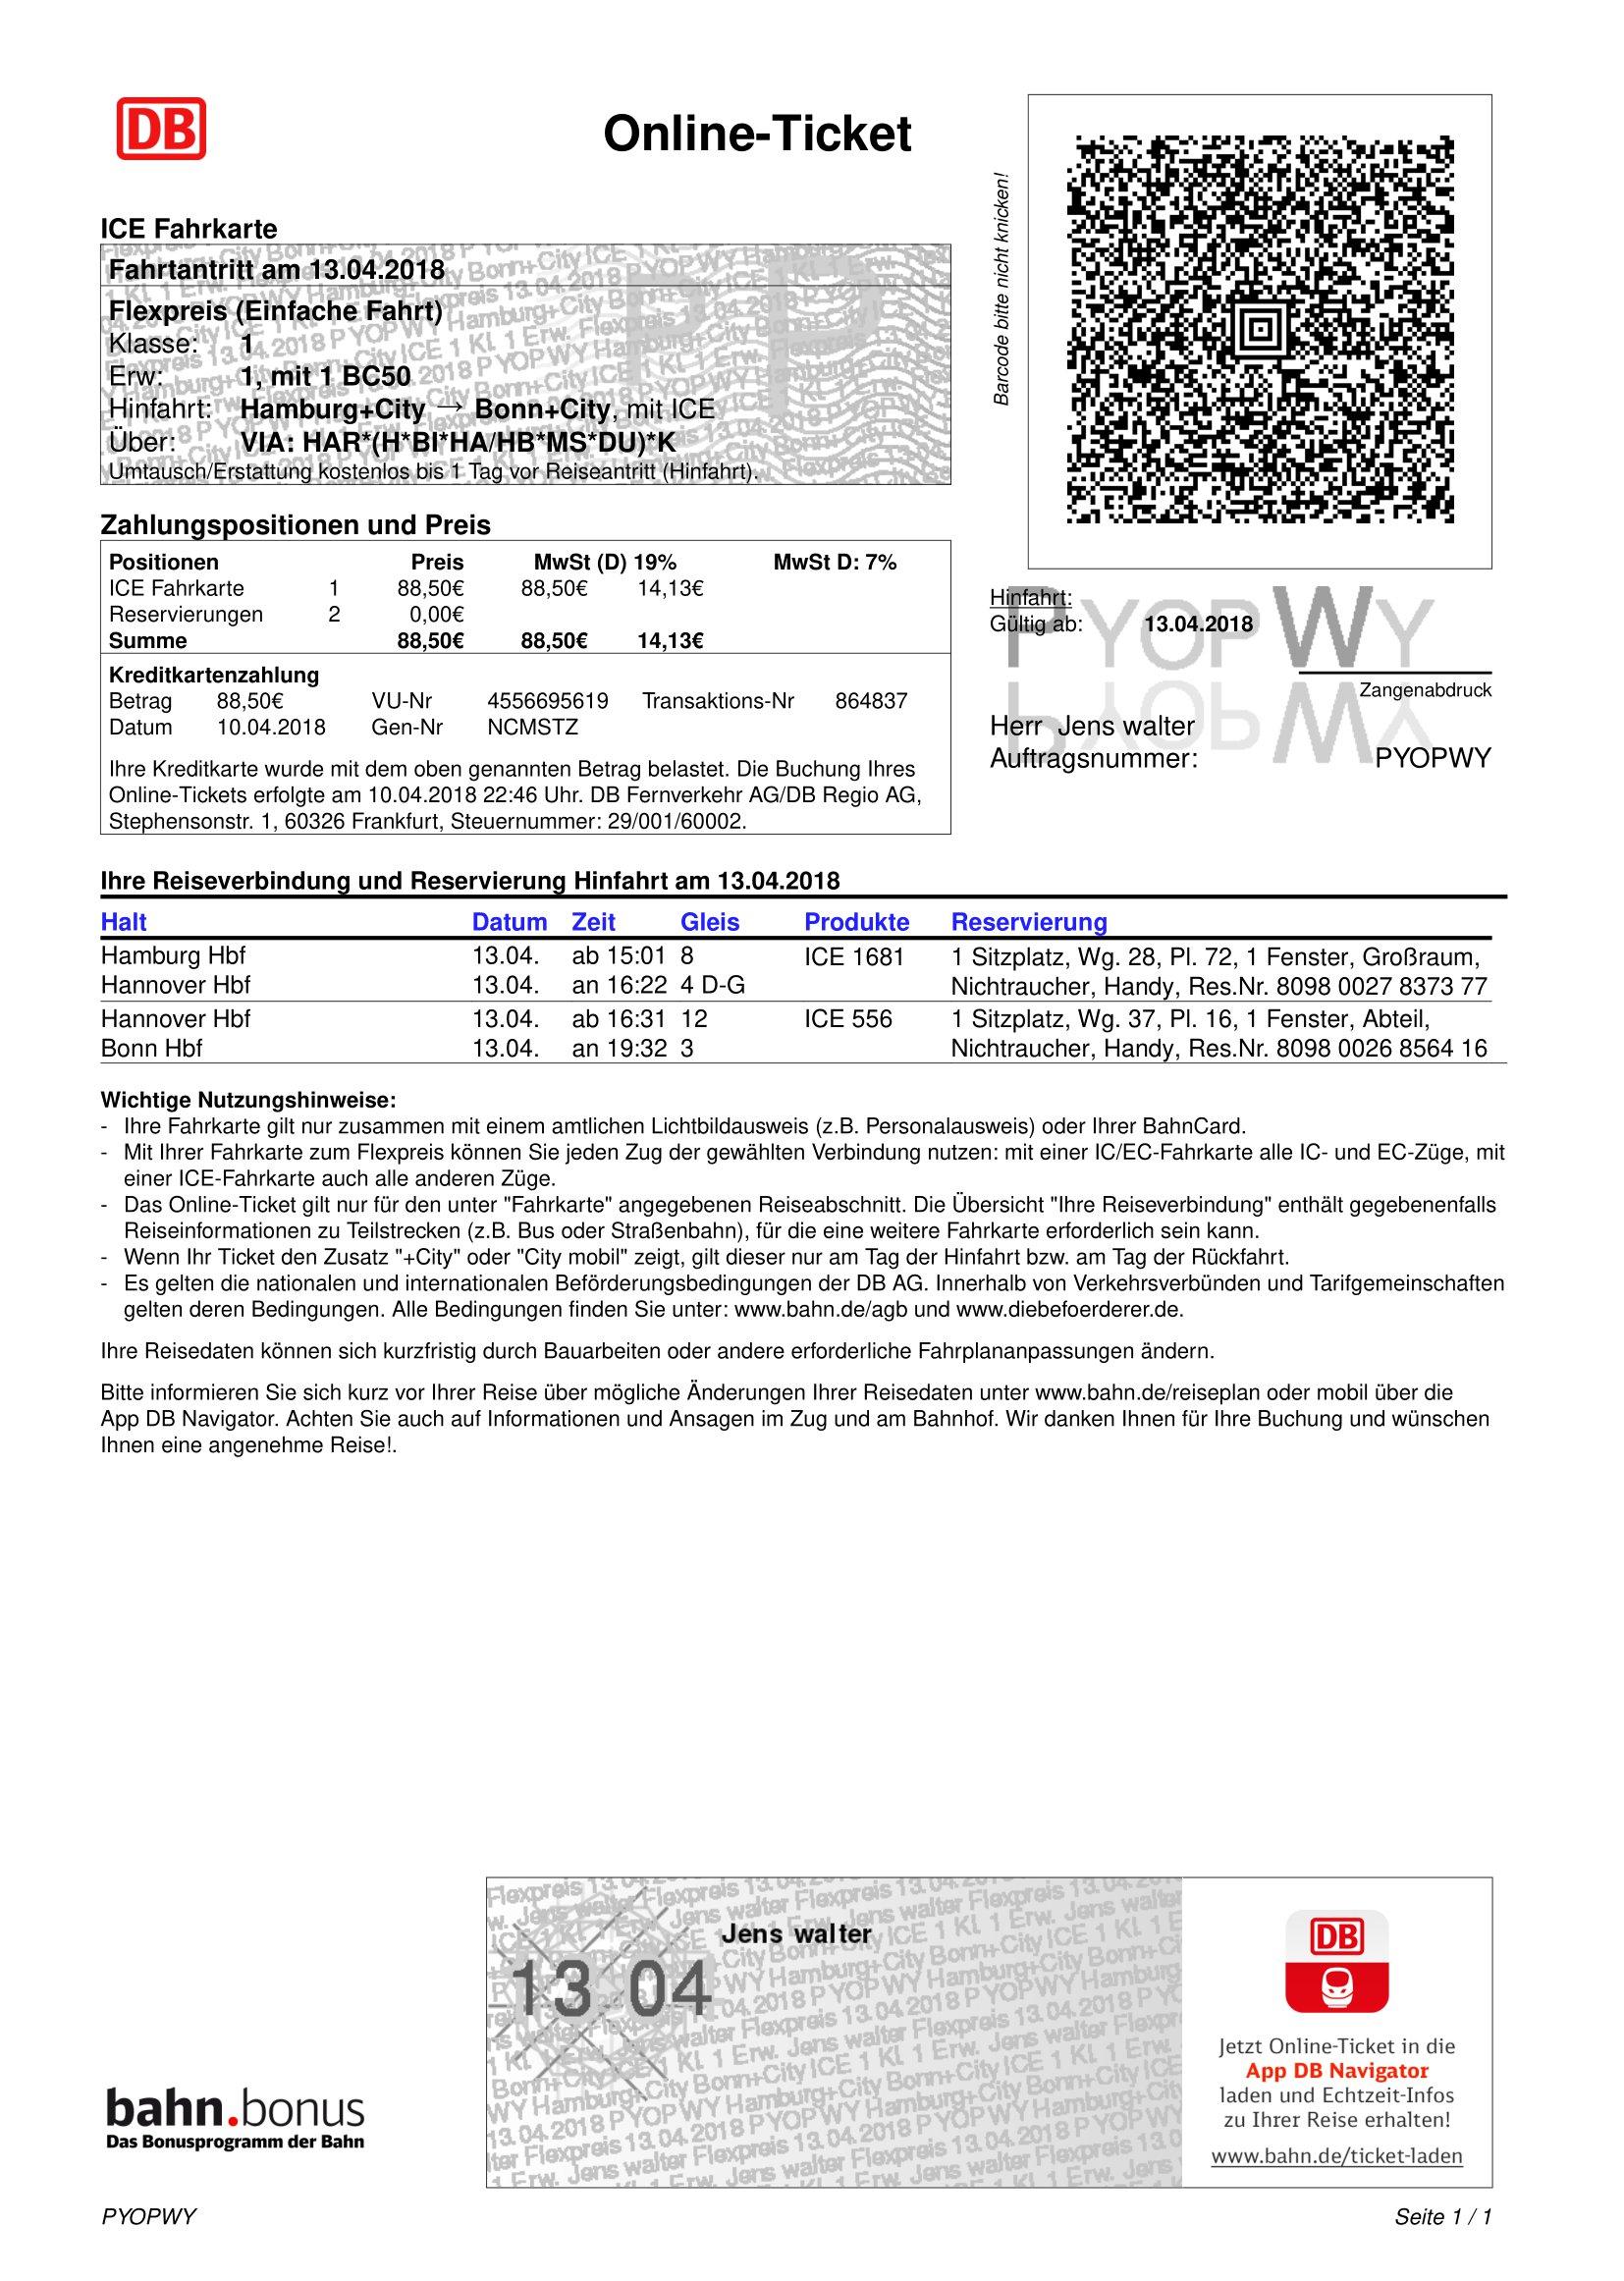 DB
Online-Ticket
Barcode bitte nicht knicken!
ICE Fahrkarte
Fahrtantritt am 13.04.2018
Flexpreis (Einfache Fahrt)
Klasse: 1
Erw: 1, mit 1 BC50
Hinfahrt: Hamburg+City → Bonn+City, mit ICE
Über: VIA: HAR*(H*BI*HA/HB*MS*DU)*K
Umtausch/Erstattung kostenlos bis 1 Tag vor Reiseantritt (Hinfahrt).
Zahlungspositionen und Preis
Positionen Preis MwSt (D) 19% MwSt D: 7%
ICE Fahrkarte 1 88,50€ 88,50€ 14,13€
Reservierungen 2 0,00€
Summe 88,50€ 88,50€ 14,13€
Kreditkartenzahlung
Betrag 88,50€ VU-Nr 4556695619 Transaktions-Nr 864837
Datum 10.04.2018 Gen-Nr NCMSTZ
Ihre Kreditkarte wurde mit dem oben genannten Betrag belastet. Die Buchung Ihres
Online-Tickets erfolgte am 10.04.2018 22:46 Uhr. DB Fernverkehr AG/DB Regio AG,
Stephensonstr. 1, 60326 Frankfurt, Steuernummer: 29/001/60002.
PYOPWY
Hinfahrt:
Gültig ab: 13.04.2018
Zangenabdruck
Herr Jens walter
Auftragsnummer: PYOPWY
Ihre Reiseverbindung und Reservierung Hinfahrt am 13.04.2018
Halt Datum Zeit Gleis Produkte Reservierung
Hamburg Hbf 13.04. ab 15:01 8 ICE 1681 1 Sitzplatz, Wg. 28, Pl. 72, 1 Fenster, Großraum,
Hannover Hbf 13.04. an 16:22 4 D-G Nichtraucher, Handy, Res.Nr. 8098 0027 8373 77
Hannover Hbf 13.04. ab 16:31 12 ICE 556 1 Sitzplatz, Wg. 37, Pl. 16, 1 Fenster, Abteil,
Bonn Hbf 13.04. an 19:32 3 Nichtraucher, Handy, Res.Nr. 8098 0026 8564 16
Wichtige Nutzungshinweise:
- Ihre Fahrkarte gilt nur zusammen mit einem amtlichen Lichtbildausweis (z.B. Personalausweis) oder Ihrer BahnCard.
- Mit Ihrer Fahrkarte zum Flexpreis können Sie jeden Zug der gewählten Verbindung nutzen: mit einer IC/EC-Fahrkarte alle IC- und EC-Züge, mit
einer ICE-Fahrkarte auch alle anderen Züge.
- Das Online-Ticket gilt nur für den unter "Fahrkarte" angegebenen Reiseabschnitt. Die Übersicht "Ihre Reiseverbindung" enthält gegebenenfalls
Reiseinformationen zu Teilstrecken (z.B. Bus oder Straßenbahn), für die eine weitere Fahrkarte erforderlich sein kann.
- Wenn Ihr Ticket den Zusatz "+City" oder "City mobil" zeigt, gilt dieser nur am Tag der Hinfahrt bzw. am Tag der Rückfahrt.
- Es gelten die nationalen und internationalen Beförderungsbedingungen der DB AG. Innerhalb von Verkehrsverbünden und Tarifgemeinschaften
gelten deren Bedingungen. Alle Bedingungen finden Sie unter: www.bahn.de/agb und www.diebefoerderer.de.
Ihre Reisedaten können sich kurzfristig durch Bauarbeiten oder andere erforderliche Fahrplananpassungen ändern.
Bitte informieren Sie sich kurz vor Ihrer Reise über mögliche Änderungen Ihrer Reisedaten unter www.bahn.de/reiseplan oder mobil über die
App DB Navigator. Achten Sie auch auf Informationen und Ansagen im Zug und am Bahnhof. Wir danken Ihnen für Ihre Buchung und wünschen
Ihnen eine angenehme Reise!.
Jens walter
13 04
DB
Jetzt Online-Ticket in die
App DB Navigator
laden und Echtzeit-Infos
zu Ihrer Reise erhalten!
www.bahn.de/ticket-laden
bahn.bonus
Das Bonusprogramm der Bahn
PYOPWY Seite 1 / 1